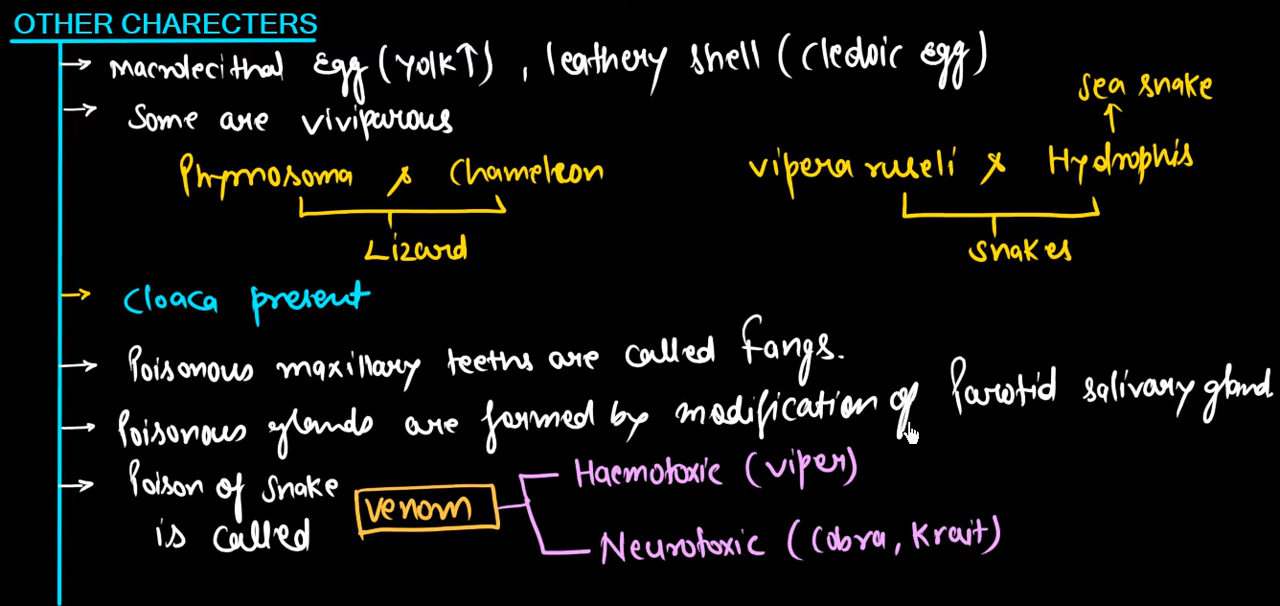 OTHER CHARECTERS
→ macrolecithal egg (yolk↑), leathery shell (cledoic egg)
→ Some are viviparous
sea snake
↑
Phrynosoma , Chameleon
vipera ruseli , Hydrophis
Lizard
snakes
→ cloaca present
→ Poisonous maxillary teeths are called fangs.
→ Poisonous glands are formed by modification of Parotid salivary gland
→ Poison of snake is called
venom
Haemotoxic (viper)
Neurotoxic (Cobra, Krait)